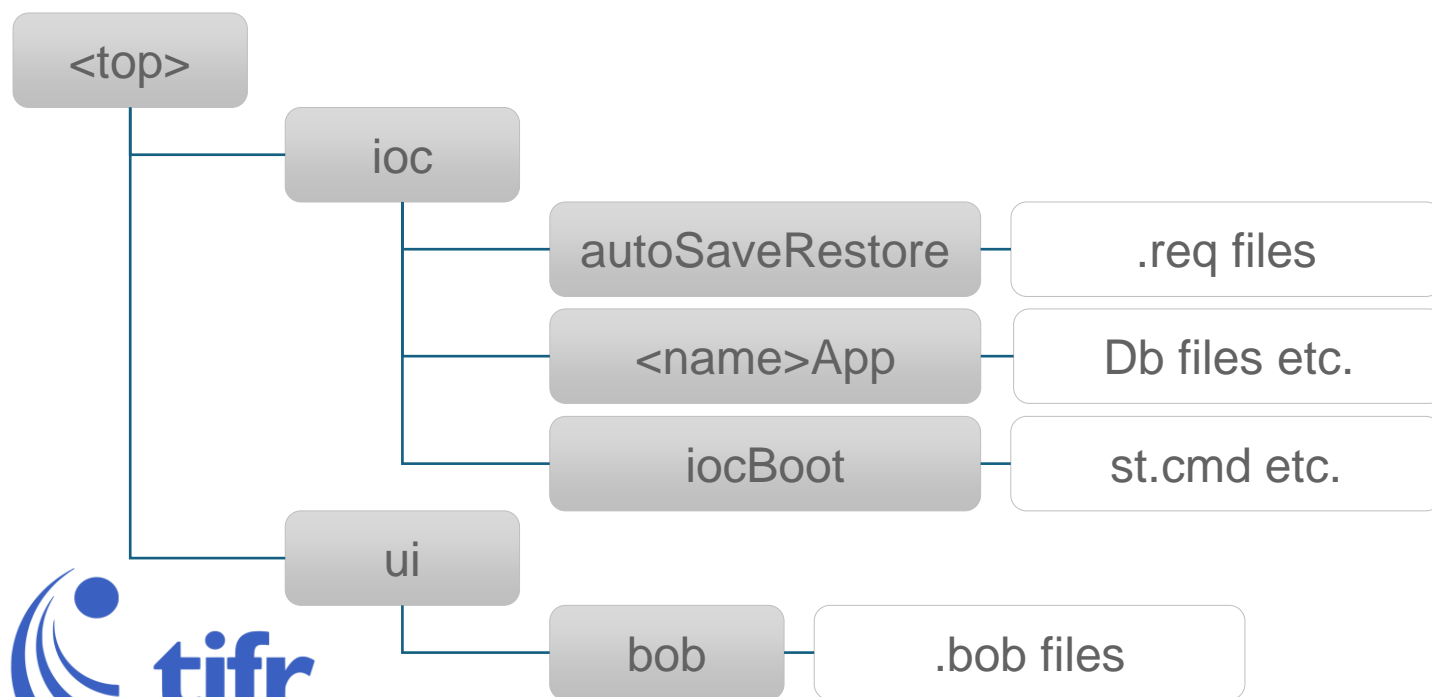 <top>
ioc
autoSaveRestore
.req files
<name>App
Db files etc.
iocBoot
st.cmd etc.
ui
bob
.bob files
tifr